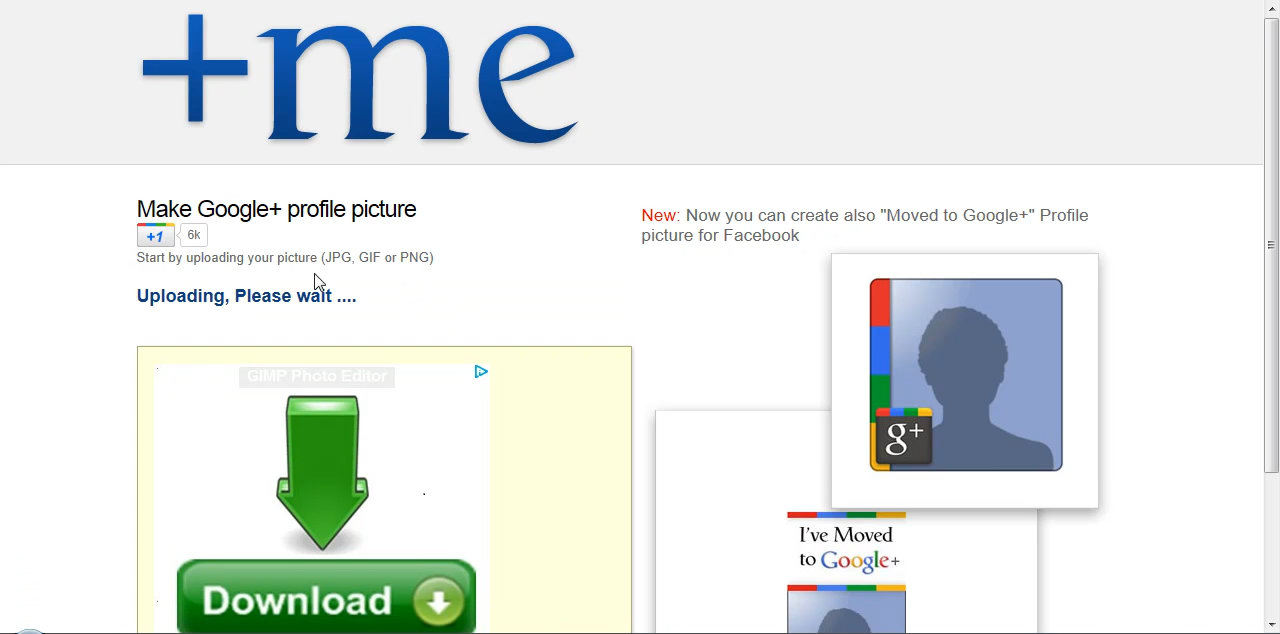 +me
Make Google+ profile picture
+1 6k
Start by uploading your picture (JPG, GIF or PNG)
Uploading, Please wait ....
New: Now you can create also "Moved to Google+" Profile
picture for Facebook
GIMP Photo Editor
Download
g+
I've Moved
to Google+